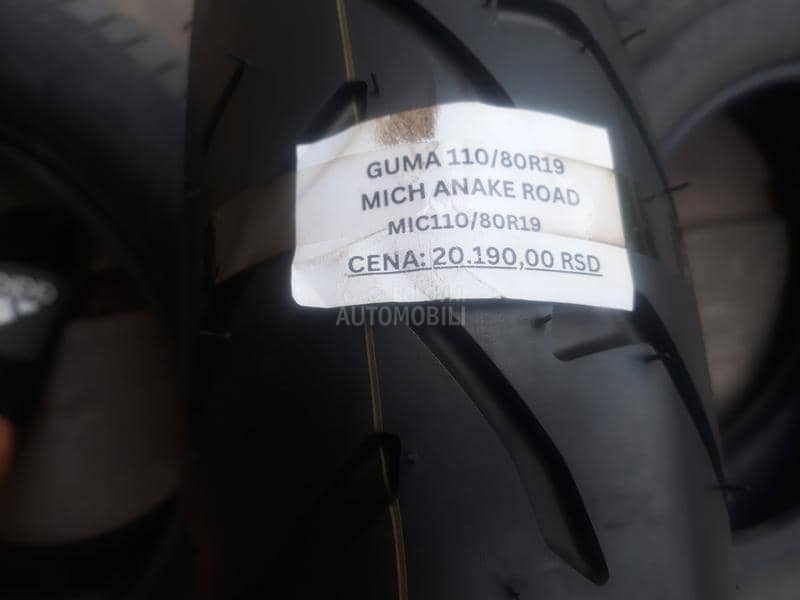 GUMA 110/80R19
MICH ANAKE ROAD
MIC110/80R19
CENA: 20.190,00 RSD
AUTOMOBILI